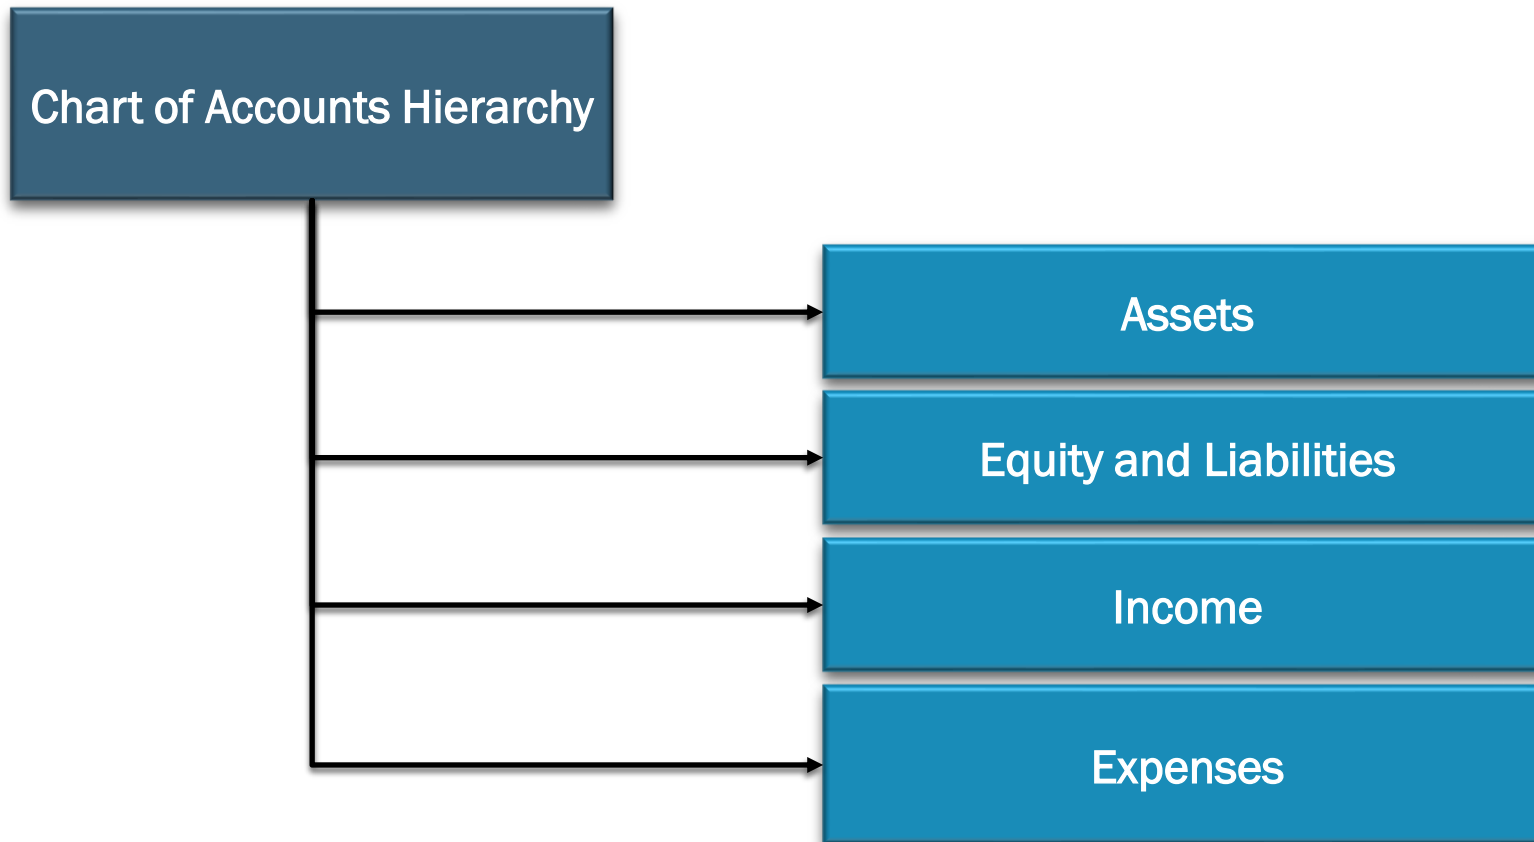 Chart of Accounts Hierarchy
Assets
Equity and Liabilities
Income
Expenses